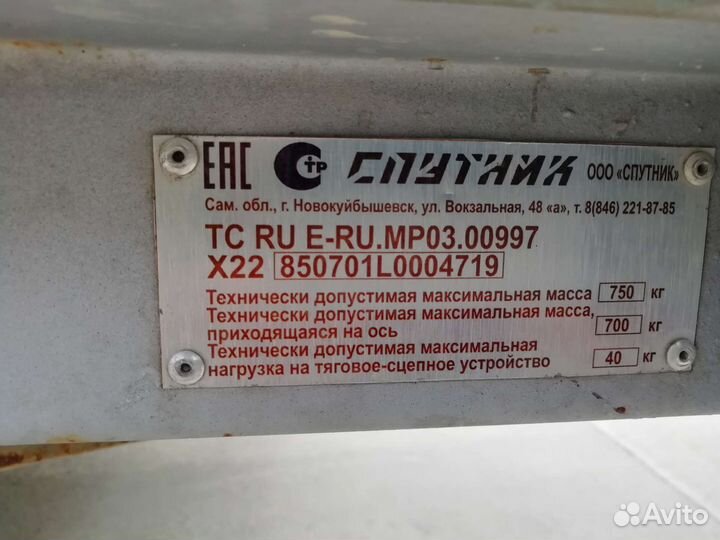 ЕАС СТР СПУТНИК ООО «СПУТНИК»
Сам. обл., г. Новокуйбышевск, ул. Вокзальная, 48 «а», т. 8(846) 221-87-85
ТС RU E-RU.МР03.00997
X22 850701L0004719
Технически допустимая максимальная масса 750 кг
Технически допустимая максимальная масса,
приходящаяся на ось 700 кг
Технически допустимая максимальная
нагрузка на тягово-сцепное устройство 40 кг
Avito